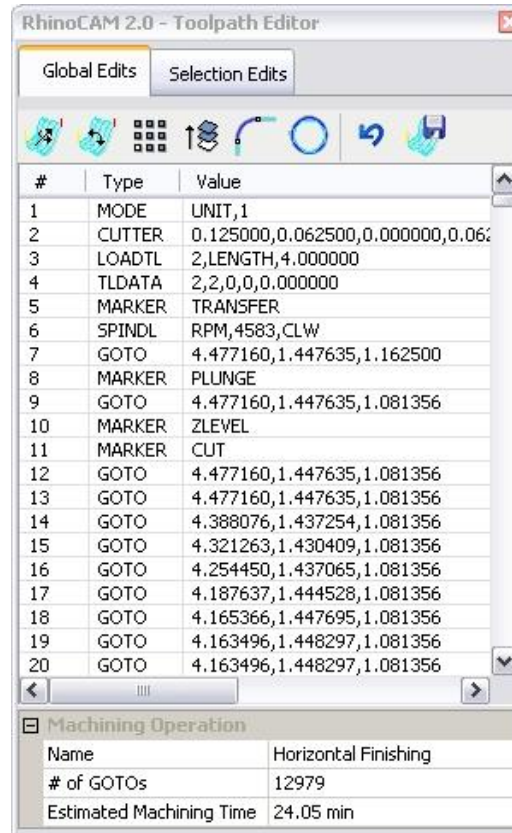 RhinoCAM 2.0 - Toolpath Editor
Global Edits Selection Edits
# Type Value
1 MODE UNIT,1
2 CUTTER 0.125000,0.062500,0.000000,0.062
3 LOADTL 2,LENGTH,4.000000
4 TLDATA 2,2,0,0,0.000000
5 MARKER TRANSFER
6 SPINDL RPM,4583,CLW
7 GOTO 4.477160,1.447635,1.162500
8 MARKER PLUNGE
9 GOTO 4.477160,1.447635,1.081356
10 MARKER ZLEVEL
11 MARKER CUT
12 GOTO 4.477160,1.447635,1.081356
13 GOTO 4.477160,1.447635,1.081356
14 GOTO 4.388076,1.437254,1.081356
15 GOTO 4.321263,1.430409,1.081356
16 GOTO 4.254450,1.437065,1.081356
17 GOTO 4.187637,1.444528,1.081356
18 GOTO 4.165366,1.447695,1.081356
19 GOTO 4.163496,1.448297,1.081356
20 GOTO 4.163496,1.448297,1.081356
Machining Operation
Name Horizontal Finishing
# of GOTOs 12979
Estimated Machining Time 24.05 min